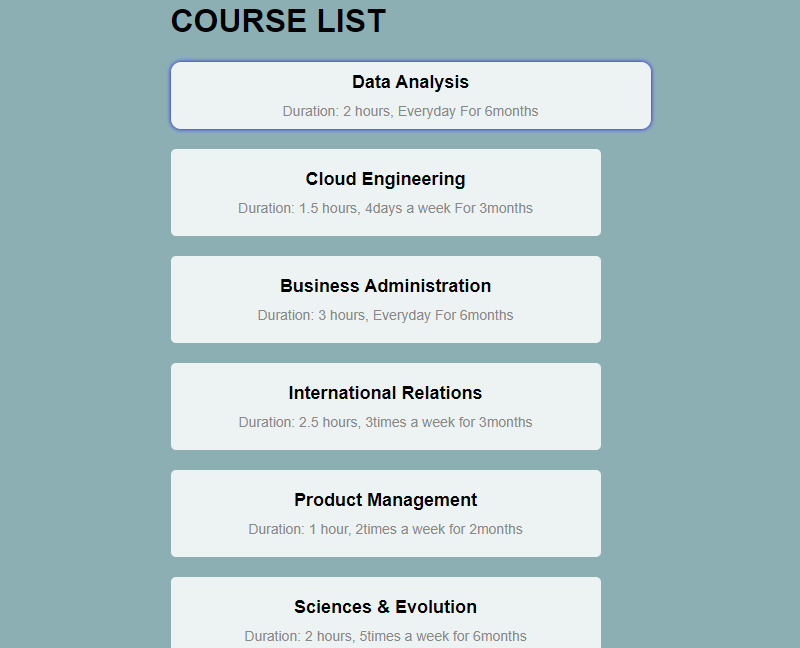 COURSE LIST
Data Analysis
Duration: 2 hours, Everyday For 6months
Cloud Engineering
Duration: 1.5 hours, 4days a week For 3months
Business Administration
Duration: 3 hours, Everyday For 6months
International Relations
Duration: 2.5 hours, 3times a week for 3months
Product Management
Duration: 1 hour, 2times a week for 2months
Sciences & Evolution
Duration: 2 hours, 5times a week for 6months